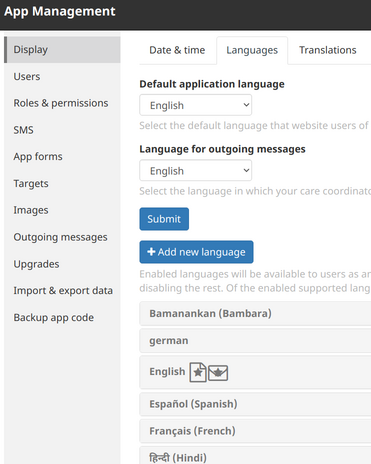 App Management
Display
Users
Roles & permissions
SMS
App forms
Targets
Images
Outgoing messages
Upgrades
Import & export data
Backup app code
Date & time
Languages
Translations
Default application language
English
Select the default language that website users of
Language for outgoing messages
English
Select the language in which your care coordinato
Submit
+ Add new language
Enabled languages will be available to users as an
disabling the rest. Of the enabled supported lang
Bamanankan (Bambara)
german
English
Español (Spanish)
Français (French)
हिन्दी (Hindi)